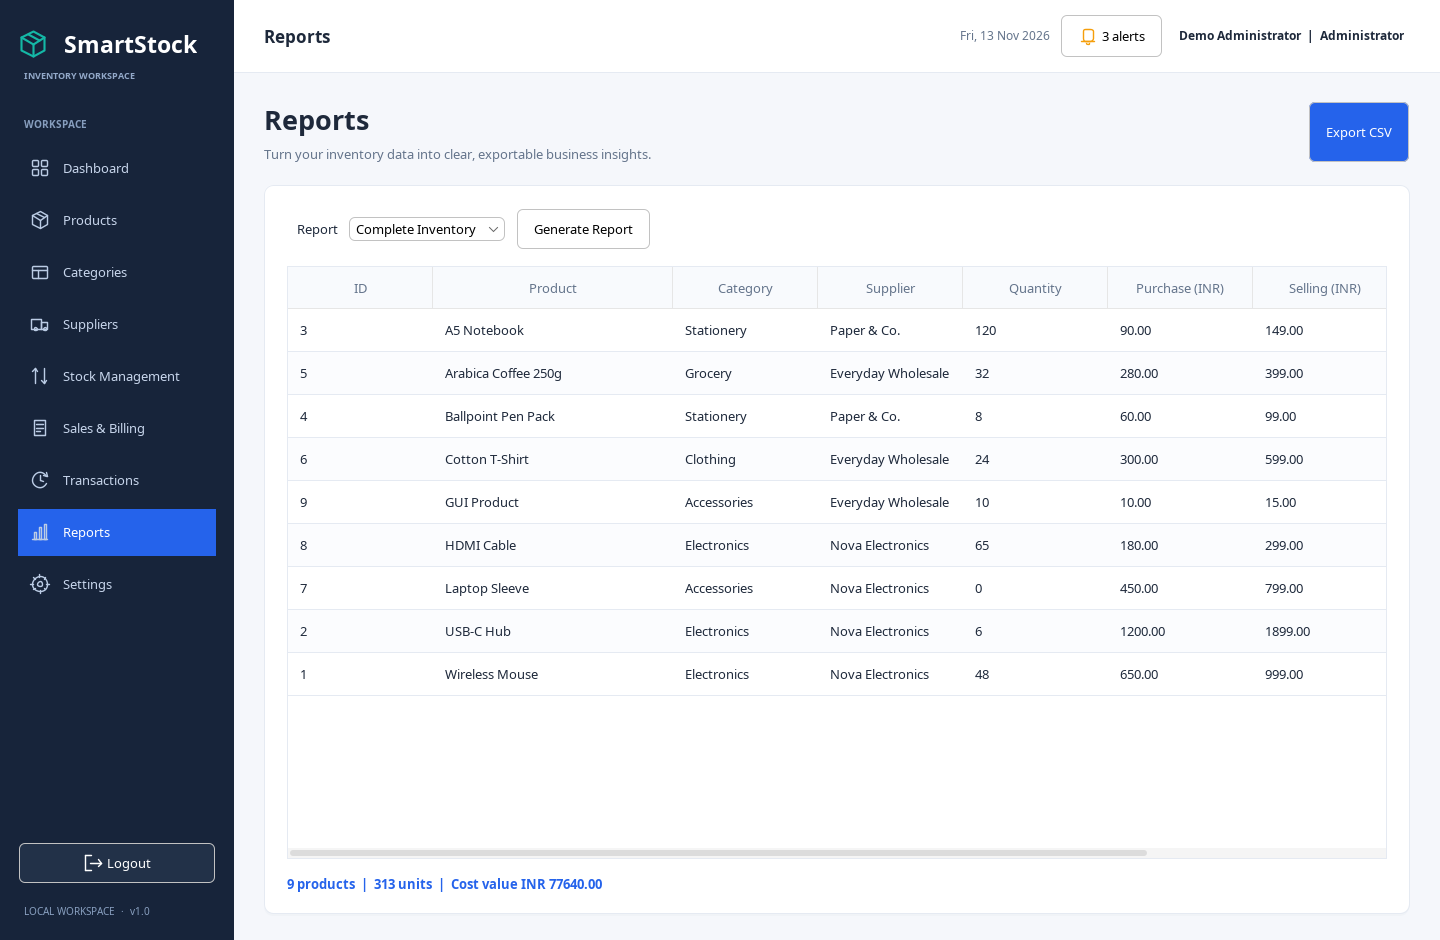 SmartStock
INVENTORY WORKSPACE
WORKSPACE
Dashboard
Products
Categories
Suppliers
Stock Management
Sales & Billing
Transactions
Reports
Settings
Logout
LOCAL WORKSPACE · v1.0
Reports
Fri, 13 Nov 2026
3 alerts
Demo Administrator | Administrator
Reports
Turn your inventory data into clear, exportable business insights.
Export CSV
Report Complete Inventory Generate Report
ID Product Category Supplier Quantity Purchase (INR) Selling (INR)
3 A5 Notebook Stationery Paper & Co. 120 90.00 149.00
5 Arabica Coffee 250g Grocery Everyday Wholesale 32 280.00 399.00
4 Ballpoint Pen Pack Stationery Paper & Co. 8 60.00 99.00
6 Cotton T-Shirt Clothing Everyday Wholesale 24 300.00 599.00
9 GUI Product Accessories Everyday Wholesale 10 10.00 15.00
8 HDMI Cable Electronics Nova Electronics 65 180.00 299.00
7 Laptop Sleeve Accessories Nova Electronics 0 450.00 799.00
2 USB-C Hub Electronics Nova Electronics 6 1200.00 1899.00
1 Wireless Mouse Electronics Nova Electronics 48 650.00 999.00
9 products | 313 units | Cost value INR 77640.00